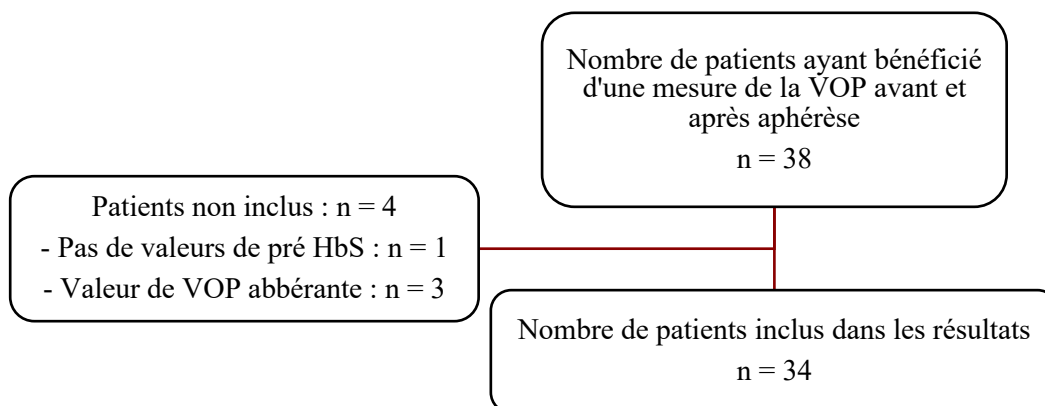 Nombre de patients ayant bénéficié
d'une mesure de la VOP avant et
après aphérèse
n = 38
Patients non inclus : n = 4
- Pas de valeurs de pré HbS : n = 1
- Valeur de VOP abbérante : n = 3
Nombre de patients inclus dans les résultats
n = 34